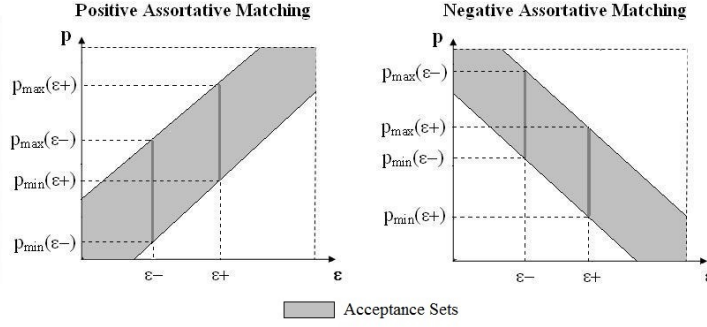 Positive Assortative Matching
p
pmax(ε+)
pmax(ε−)
pmin(ε+)
pmin(ε−)
ε− ε+ ε
Negative Assortative Matching
p
pmax(ε−)
pmax(ε+)
pmin(ε−)
pmin(ε+)
ε− ε+ ε
Acceptance Sets